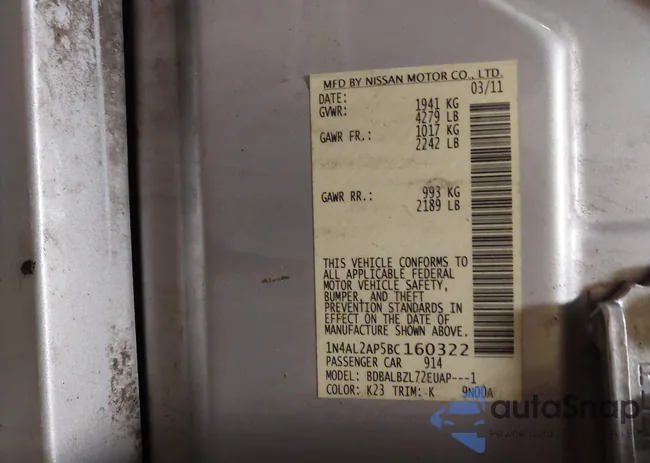 MFD BY NISSAN MOTOR CO., LTD.
DATE: 03/11
GVWR: 1941 KG
4279 LB
GAWR FR.: 1017 KG
2242 LB
GAWR RR.: 993 KG
2189 LB
THIS VEHICLE CONFORMS TO
ALL APPLICABLE FEDERAL
MOTOR VEHICLE SAFETY,
BUMPER, AND THEFT
PREVENTION STANDARDS IN
EFFECT ON THE DATE OF
MANUFACTURE SHOWN ABOVE.
1N4AL2AP5BC160322
PASSENGER CAR 914
MODEL: BDBALBZL72EUAP---1
COLOR: K23 TRIM: K 9N00A
autoSnap